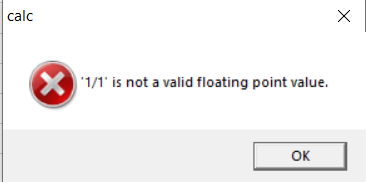 calc
'1/1' is not a valid floating point value.
OK